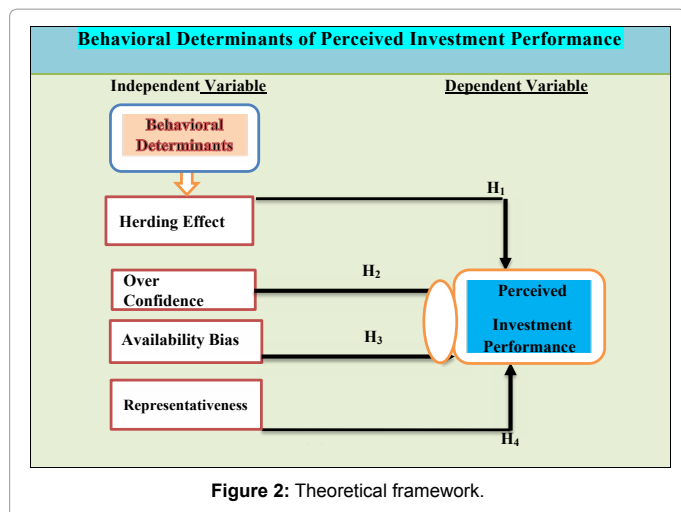 Behavioral Determinants of Perceived Investment Performance
Independent Variable
Dependent Variable
Behavioral
Determinants
H1
Herding Effect
H2
Over
Confidence
Perceived
Investment
Performance
Availability Bias
H3
Representativeness
H4
Figure 2: Theoretical framework.